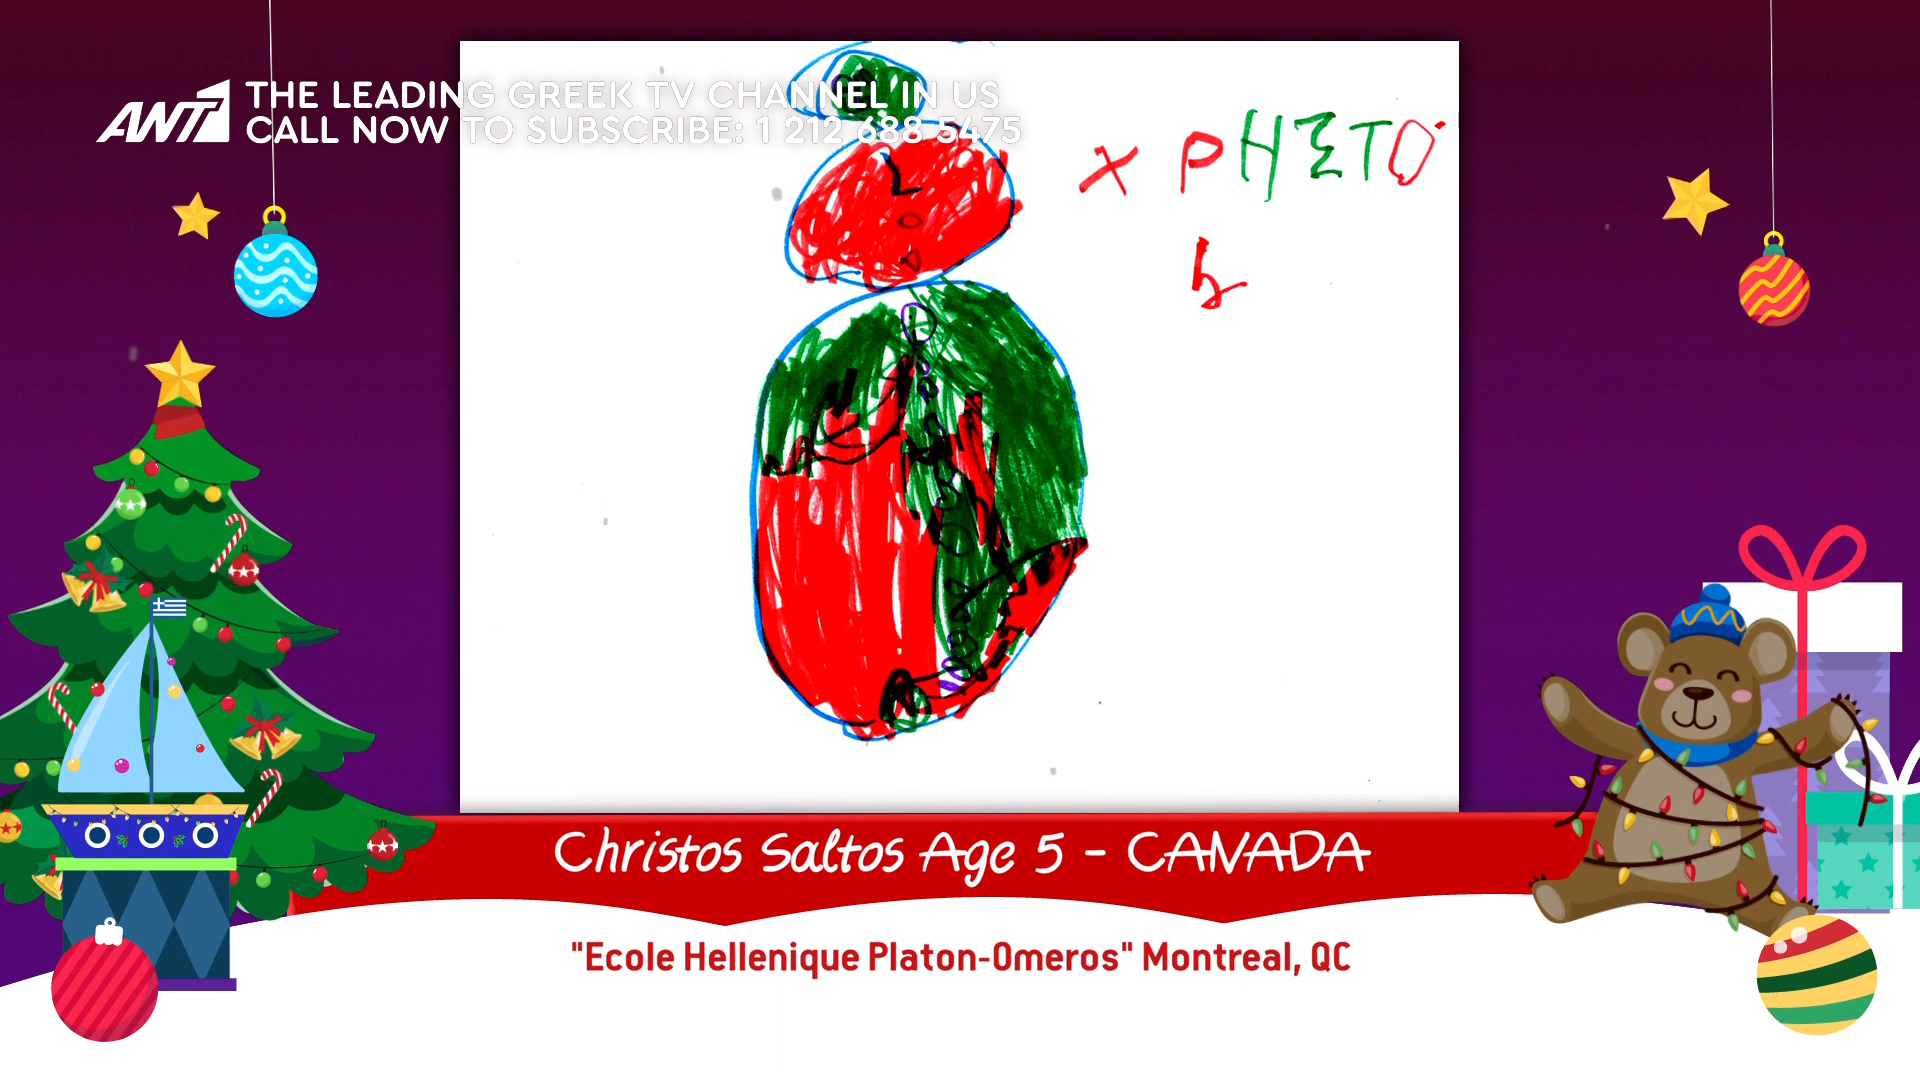 ANT1
THE LEADING GREEK TV CHANNEL IN US
CALL NOW TO SUBSCRIBE: 1 212 688 5475
Χ Ρ Η Σ Τ Ο
ς
Christos Saltos Age 5 - CANADA
"Ecole Hellenique Platon-Omeros" Montreal, QC